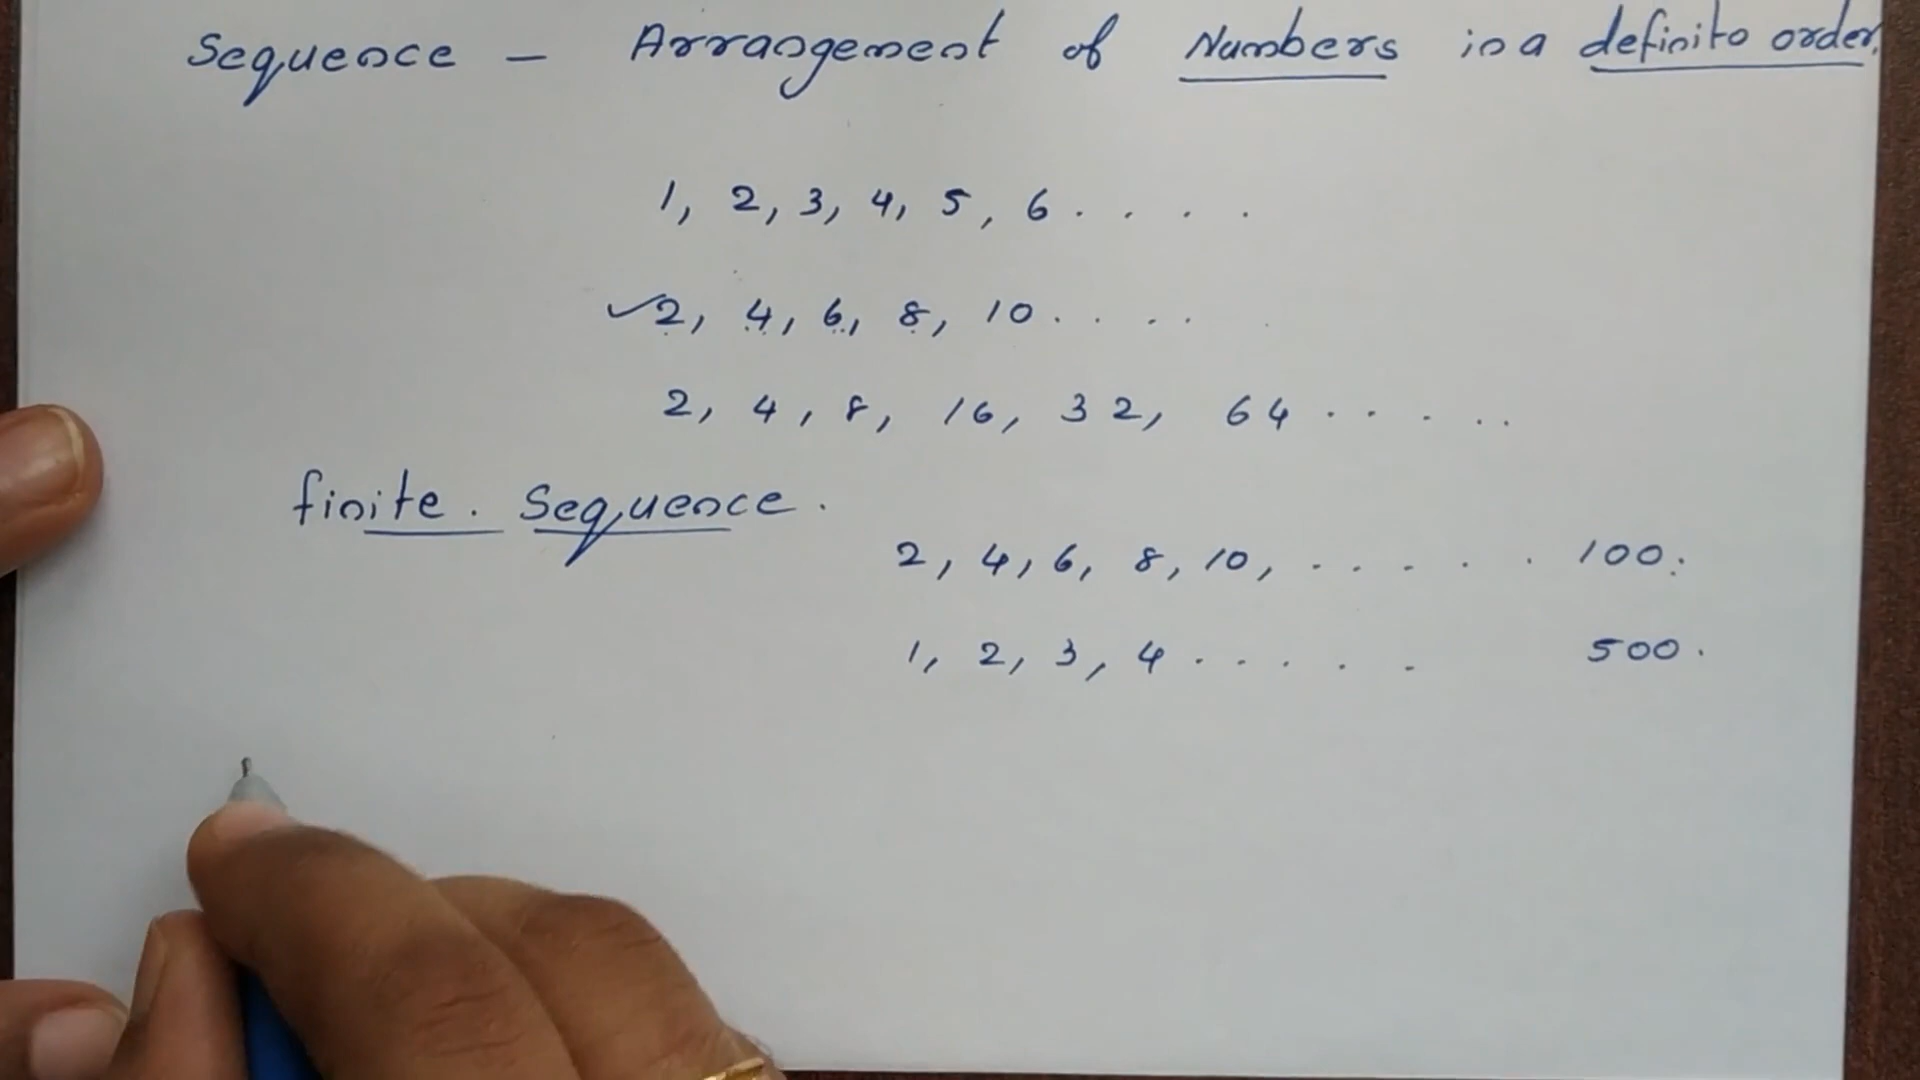 Sequence - Arrangement of Numbers in a definito order.
1, 2, 3, 4, 5, 6 . . . .
✓2, 4, 6, 8, 10 . . . .
2, 4, 8, 16, 32, 64 . . . . .
finite. Sequence.
2, 4, 6, 8, 10, . . . . . 100.
1, 2, 3, 4 . . . . . 500.